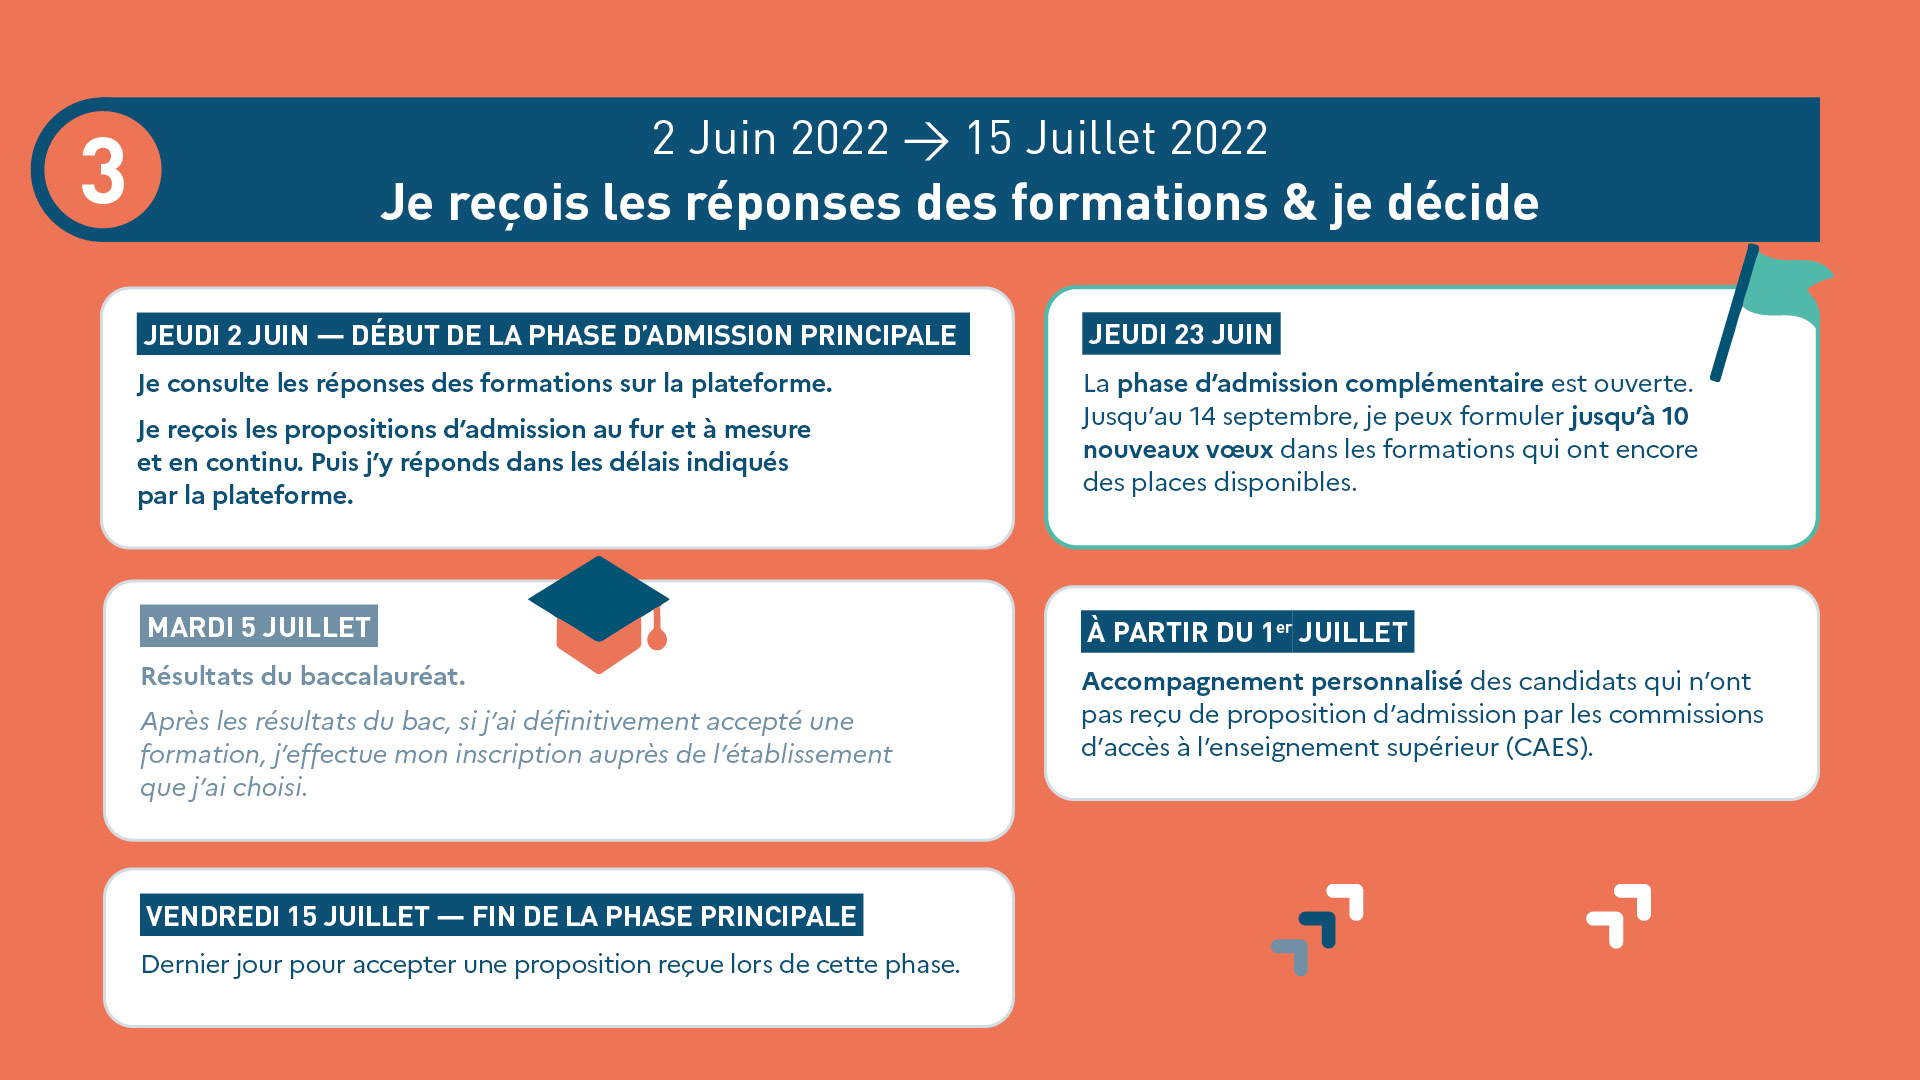 3
2 Juin 2022 → 15 Juillet 2022
Je reçois les réponses des formations & je décide
JEUDI 2 JUIN — DÉBUT DE LA PHASE D’ADMISSION PRINCIPALE
Je consulte les réponses des formations sur la plateforme.
Je reçois les propositions d’admission au fur et à mesure
et en continu. Puis j’y réponds dans les délais indiqués
par la plateforme.
JEUDI 23 JUIN
La phase d’admission complémentaire est ouverte.
Jusqu’au 14 septembre, je peux formuler jusqu’à 10
nouveaux vœux dans les formations qui ont encore
des places disponibles.
MARDI 5 JUILLET
Résultats du baccalauréat.
Après les résultats du bac, si j’ai définitivement accepté une
formation, j’effectue mon inscription auprès de l’établissement
que j’ai choisi.
À PARTIR DU 1er JUILLET
Accompagnement personnalisé des candidats qui n’ont
pas reçu de proposition d’admission par les commissions
d’accès à l’enseignement supérieur (CAES).
VENDREDI 15 JUILLET — FIN DE LA PHASE PRINCIPALE
Dernier jour pour accepter une proposition reçue lors de cette phase.